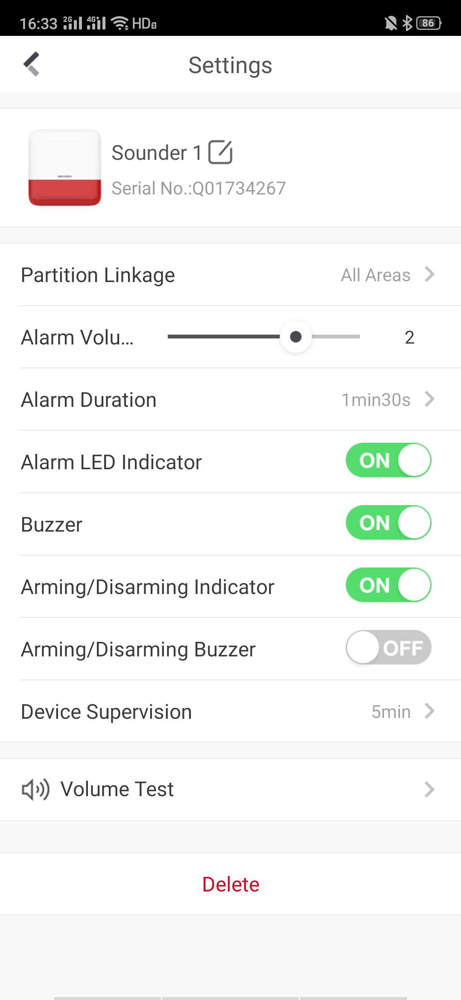 16:33 2G 4G+ HD2 86
Settings
Sounder 1
Serial No.:Q01734267
HIKVISION
Partition Linkage All Areas
Alarm Volu... 2
Alarm Duration 1min30s
Alarm LED Indicator ON
Buzzer ON
Arming/Disarming Indicator ON
Arming/Disarming Buzzer OFF
Device Supervision 5min
Volume Test
Delete